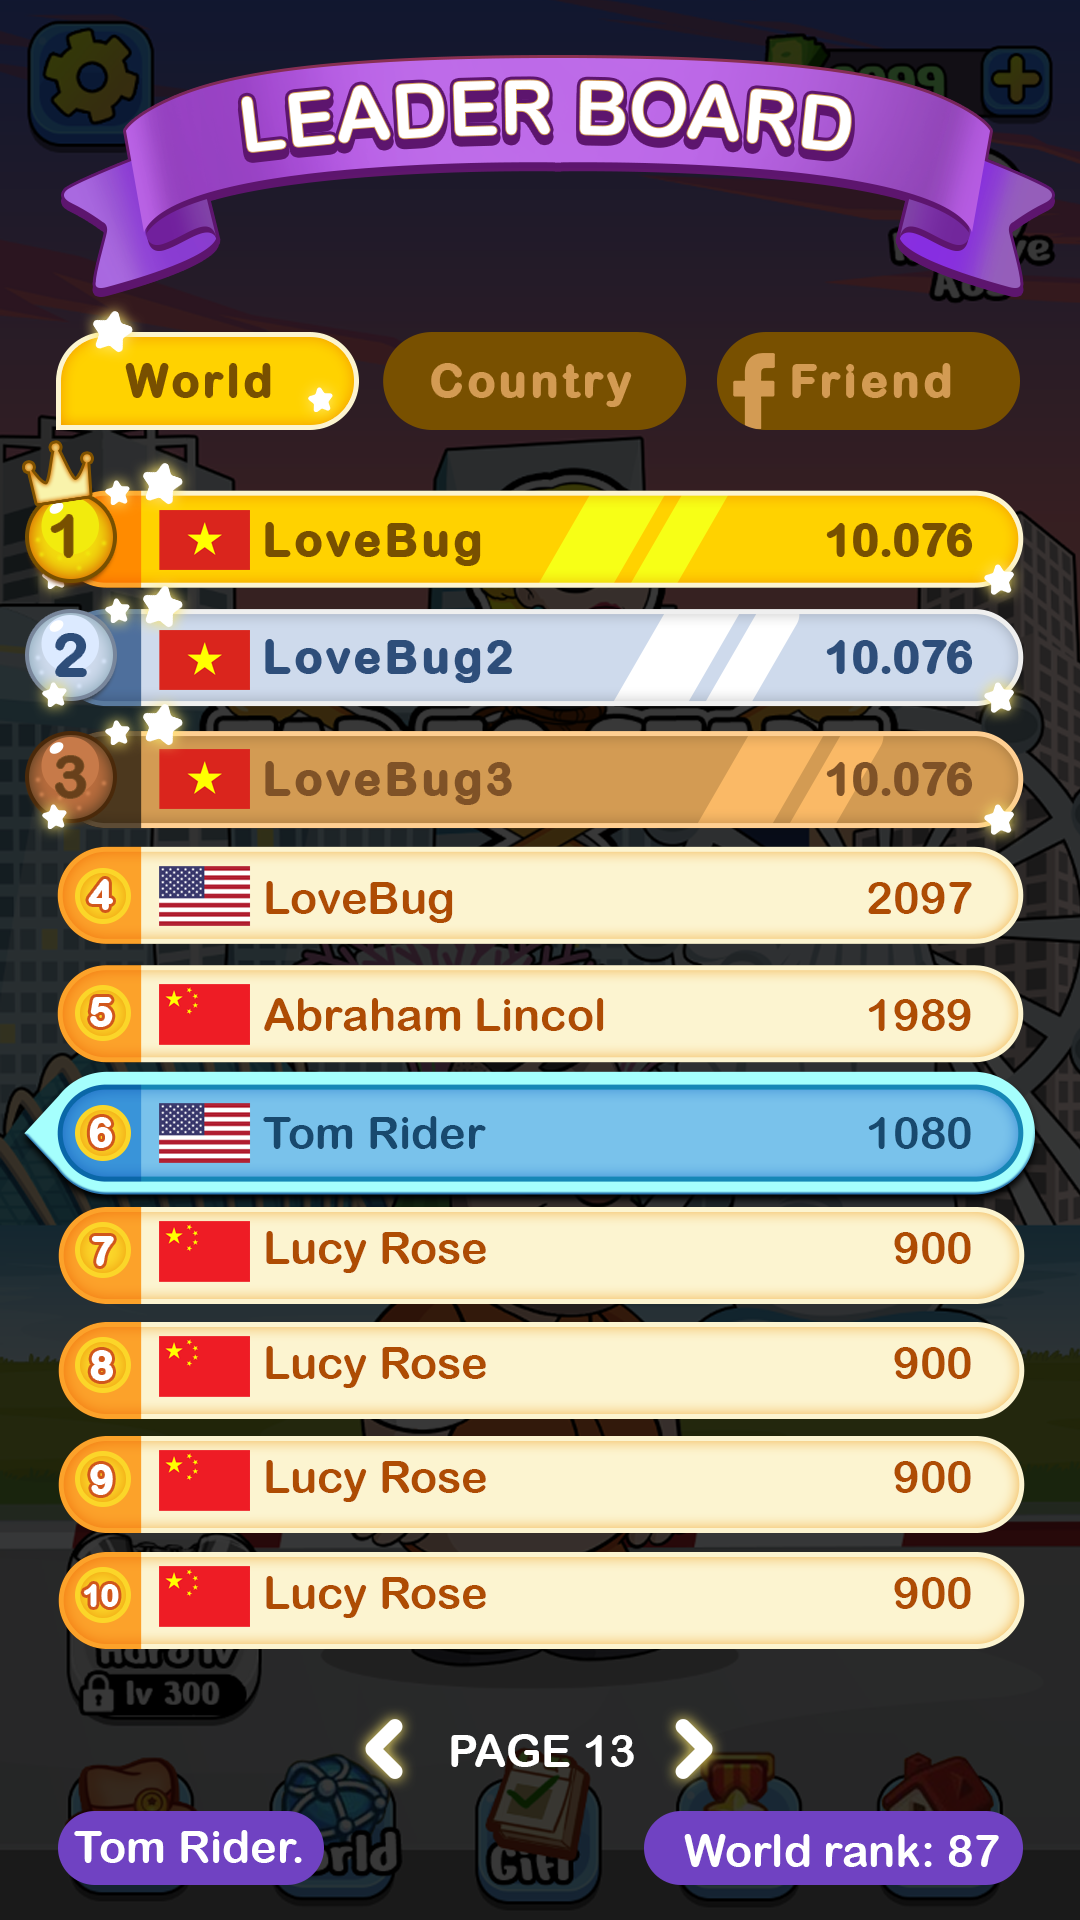 LEADER BOARD
World
Country
Friend
1 LoveBug 10.076
2 LoveBug2 10.076
3 LoveBug3 10.076
4 LoveBug 2097
5 Abraham Lincol 1989
6 Tom Rider 1080
7 Lucy Rose 900
8 Lucy Rose 900
9 Lucy Rose 900
10 Lucy Rose 900
lv 300
PAGE 13
Gift
Tom Rider.
World rank: 87